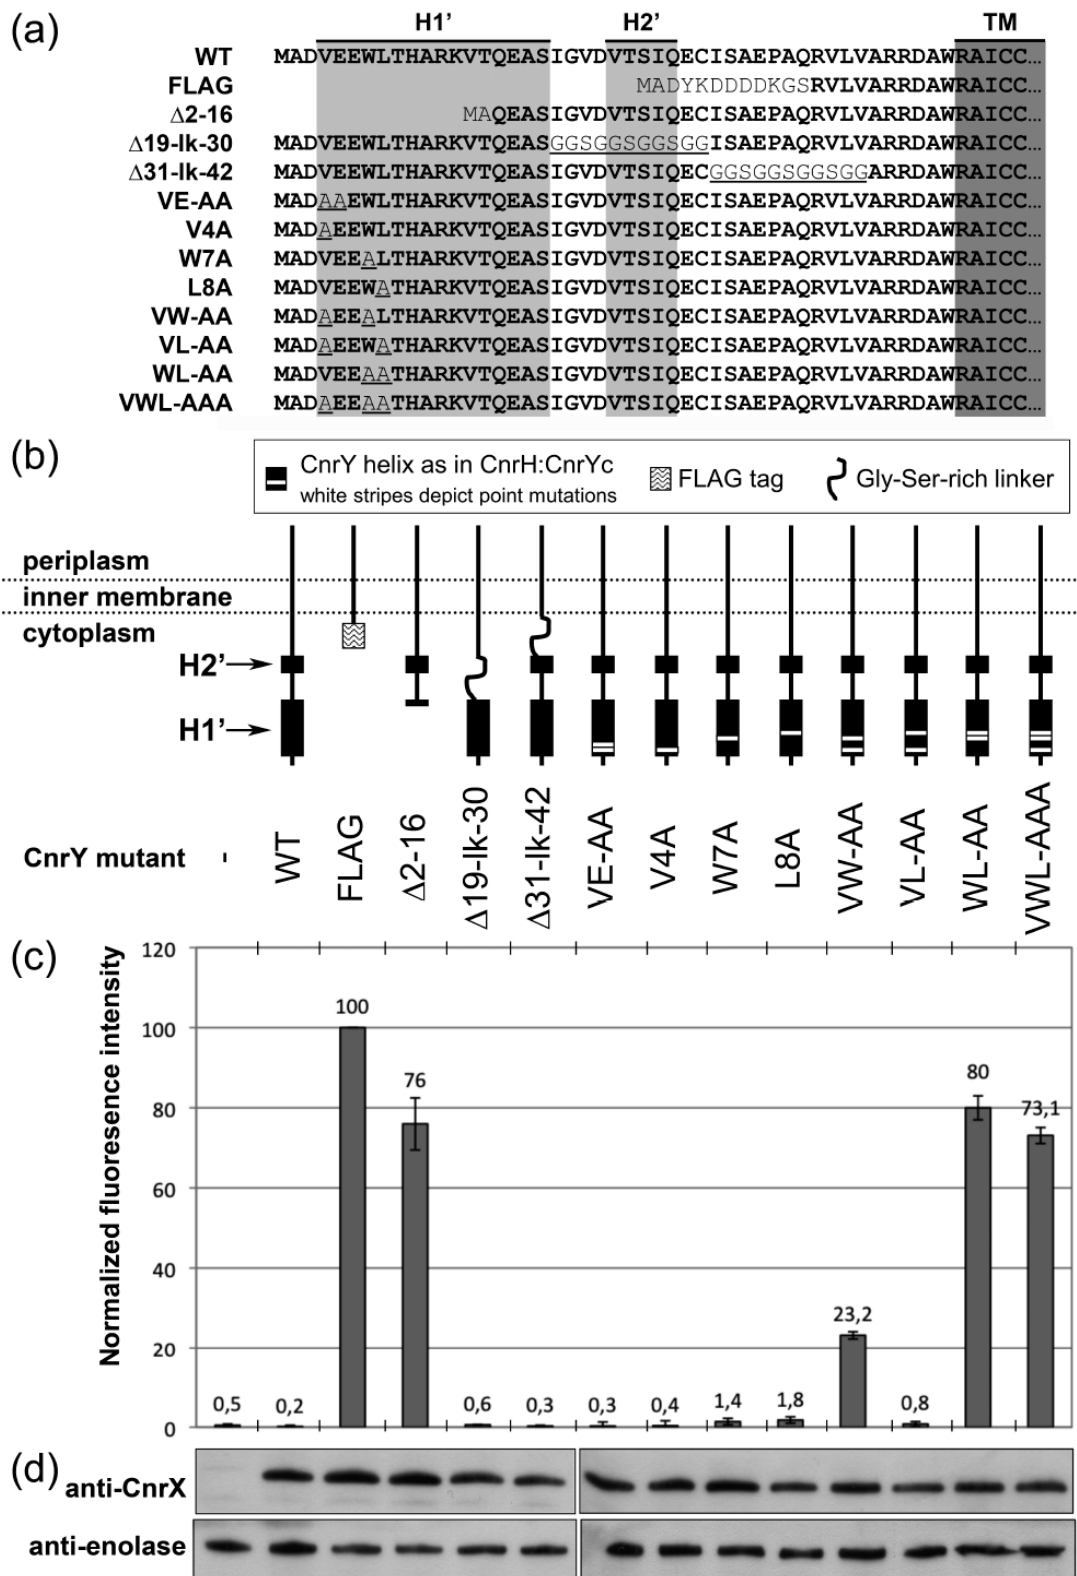 (a)
H1’ H2’ TM
WT MADVEEWLTHARKVTQEASIGVDVTSIQECISAEPAQRVLVARRDAWRAICC...
FLAG MADYKDDDDKGSRVLVARRDAWRAICC...
Δ2-16 MAQEASIGVDVTSIQECISAEPAQRVLVARRDAWRAICC...
Δ19-lk-30 MADVEEWLTHARKVTQEASGGSGGSGGSGGISAEPAQRVLVARRDAWRAICC...
Δ31-lk-42 MADVEEWLTHARKVTQEASIGVDVTSIQECGGSGGSGGSGGARRDAWRAICC...
VE-AA MADAAEWLTHARKVTQEASIGVDVTSIQECISAEPAQRVLVARRDAWRAICC...
V4A MADAEEWLTHARKVTQEASIGVDVTSIQECISAEPAQRVLVARRDAWRAICC...
W7A MADVEEALTHARKVTQEASIGVDVTSIQECISAEPAQRVLVARRDAWRAICC...
L8A MADVEEWATHARKVTQEASIGVDVTSIQECISAEPAQRVLVARRDAWRAICC...
VW-AA MADAEEALTHARKVTQEASIGVDVTSIQECISAEPAQRVLVARRDAWRAICC...
VL-AA MADAEEWATHARKVTQEASIGVDVTSIQECISAEPAQRVLVARRDAWRAICC...
WL-AA MADVEEAATHARKVTQEASIGVDVTSIQECISAEPAQRVLVARRDAWRAICC...
VWL-AAA MADAEEAATHARKVTQEASIGVDVTSIQECISAEPAQRVLVARRDAWRAICC...
(b)
CnrY helix as in CnrH:CnrYc
white stripes depict point mutations
FLAG tag
Gly-Ser-rich linker
periplasm
inner membrane
cytoplasm
H2’
H1’
CnrY mutant - WT FLAG Δ2-16 Δ19-lk-30 Δ31-lk-42 VE-AA V4A W7A L8A VW-AA VL-AA WL-AA VWL-AAA
(c)
Normalized fluoresence intensity
120
100
80
60
40
20
0
0,5 0,2 100 76 0,6 0,3 0,3 0,4 1,4 1,8 23,2 0,8 80 73,1
(d)
anti-CnrX
anti-enolase